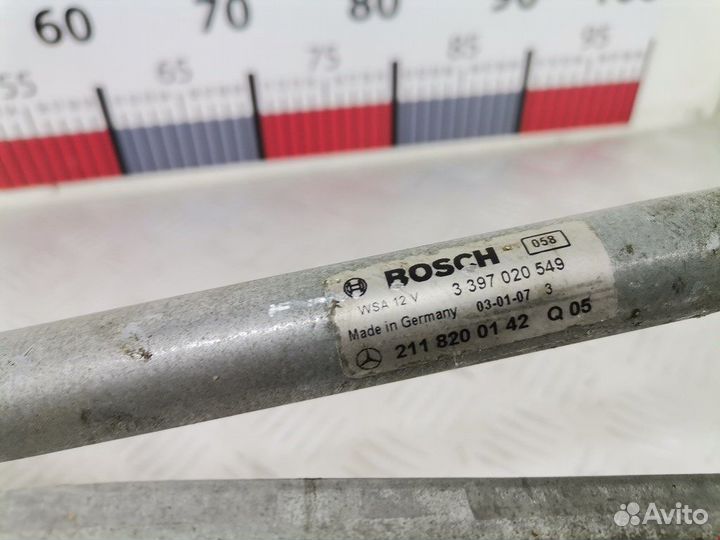 60 70 80 90
55 65 75 85 95
BOSCH 058
WSA 12 V 3 397 020 549
Made in Germany 03-01-07 3
211 820 01 42 Q 05
Avito